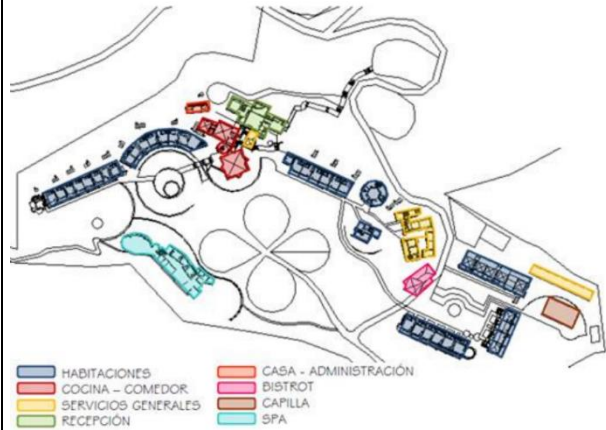 HABITACIONES
COCINA – COMEDOR
SERVICIOS GENERALES
RECEPCIÓN
CASA - ADMINISTRACIÓN
BISTROT
CAPILLA
SPA